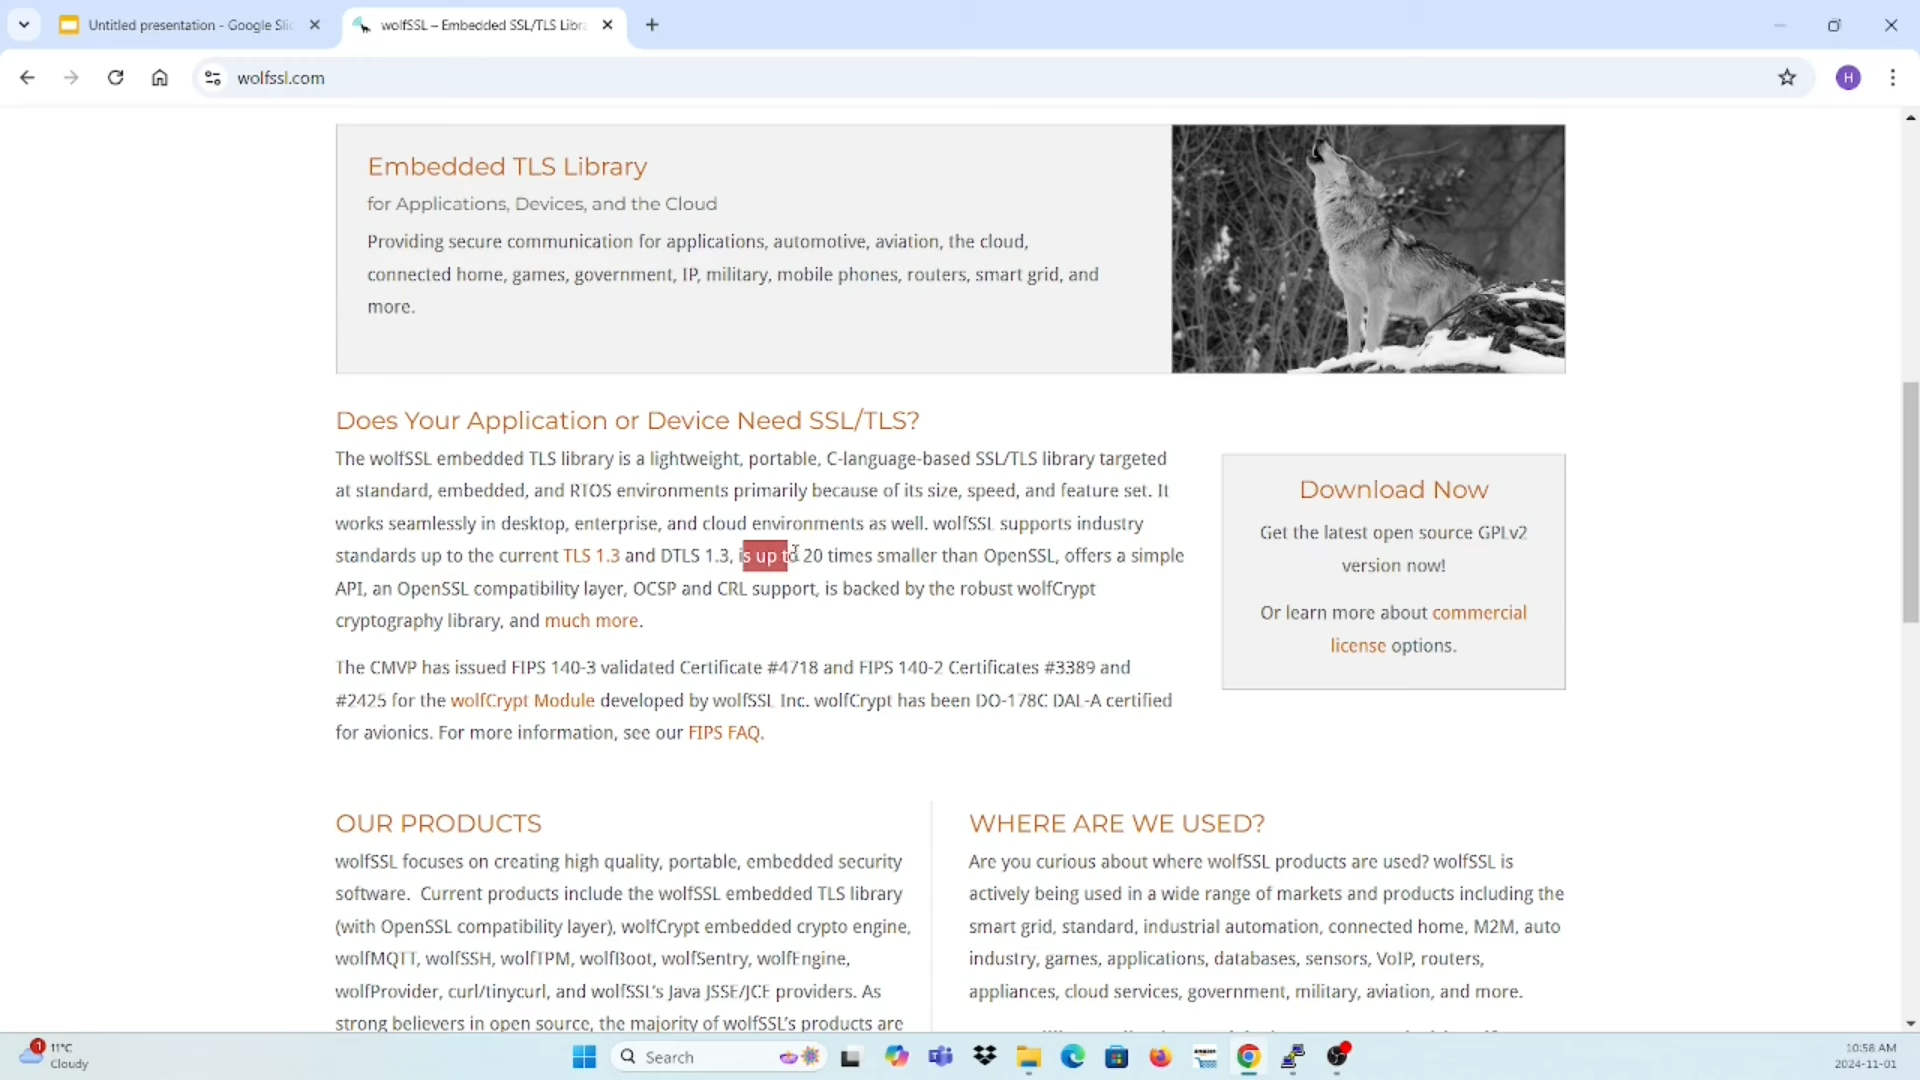 Untitled presentation - Google Slic
wolfSSL – Embedded SSL/TLS Libra
wolfssl.com
H
Embedded TLS Library
for Applications, Devices, and the Cloud
Providing secure communication for applications, automotive, aviation, the cloud,
connected home, games, government, IP, military, mobile phones, routers, smart grid, and
more.
Does Your Application or Device Need SSL/TLS?
The wolfSSL embedded TLS library is a lightweight, portable, C-language-based SSL/TLS library targeted
at standard, embedded, and RTOS environments primarily because of its size, speed, and feature set. It
works seamlessly in desktop, enterprise, and cloud environments as well. wolfSSL supports industry
standards up to the current TLS 1.3 and DTLS 1.3, is up to 20 times smaller than OpenSSL, offers a simple
API, an OpenSSL compatibility layer, OCSP and CRL support, is backed by the robust wolfCrypt
cryptography library, and much more.
The CMVP has issued FIPS 140-3 validated Certificate #4718 and FIPS 140-2 Certificates #3389 and
#2425 for the wolfCrypt Module developed by wolfSSL Inc. wolfCrypt has been DO-178C DAL-A certified
for avionics. For more information, see our FIPS FAQ.
Download Now
Get the latest open source GPLv2
version now!
Or learn more about commercial
license options.
OUR PRODUCTS
wolfSSL focuses on creating high quality, portable, embedded security
software. Current products include the wolfSSL embedded TLS library
(with OpenSSL compatibility layer), wolfCrypt embedded crypto engine,
wolfMQTT, wolfSSH, wolfTPM, wolfBoot, wolfSentry, wolfEngine,
wolfProvider, curl/tinycurl, and wolfSSL's Java JSSE/JCE providers. As
strong believers in open source, the majority of wolfSSL's products are
WHERE ARE WE USED?
Are you curious about where wolfSSL products are used? wolfSSL is
actively being used in a wide range of markets and products including the
smart grid, standard, industrial automation, connected home, M2M, auto
industry, games, applications, databases, sensors, VoIP, routers,
appliances, cloud services, government, military, aviation, and more.
1
11°C
Cloudy
Search
amazon
10:58 AM
2024-11-01